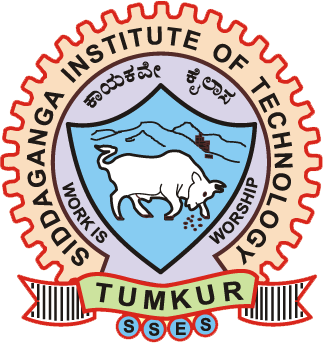 SIDDAGANGA INSTITUTE OF TECHNOLOGY
ಕಾಯಕವೇ ಕೈಲಾಸ
WORK IS WORSHIP
TUMKUR
SSES